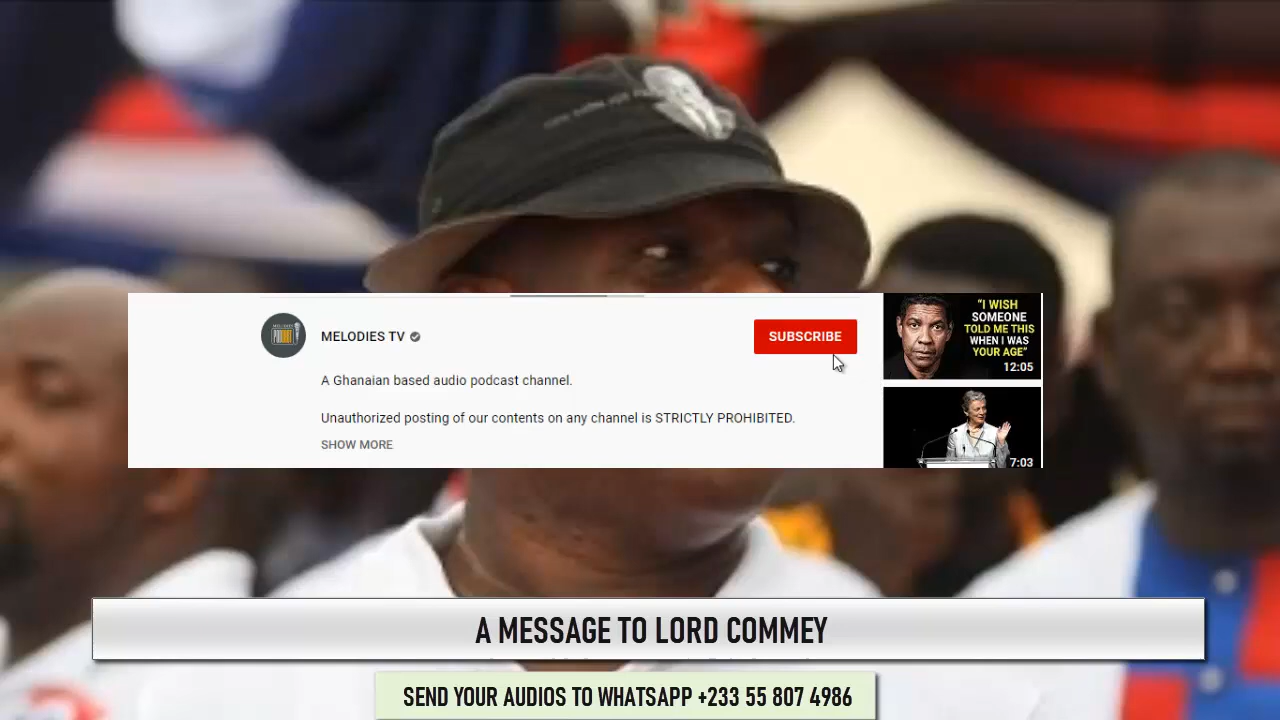 MELODIES TV
SUBSCRIBE
A Ghanaian based audio podcast channel.
Unauthorized posting of our contents on any channel is STRICTLY PROHIBITED.
SHOW MORE
"I WISH
SOMEONE
TOLD ME THIS
WHEN I WAS
YOUR AGE"
12:05
7:03
A MESSAGE TO LORD COMMEY
SEND YOUR AUDIOS TO WHATSAPP +233 55 807 4986